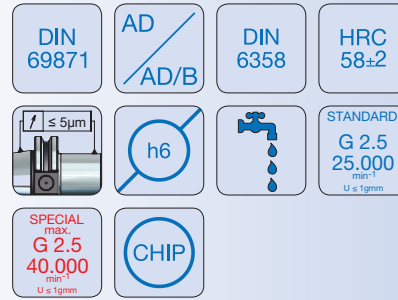 DIN
69871
AD
AD/B
DIN
6358
HRC
58±2
≤ 5µm
h6
STANDARD
G 2.5
25.000
min⁻¹
U ≤ 1gmm
SPECIAL
max.
G 2.5
40.000
min⁻¹
U ≤ 1gmm
CHIP